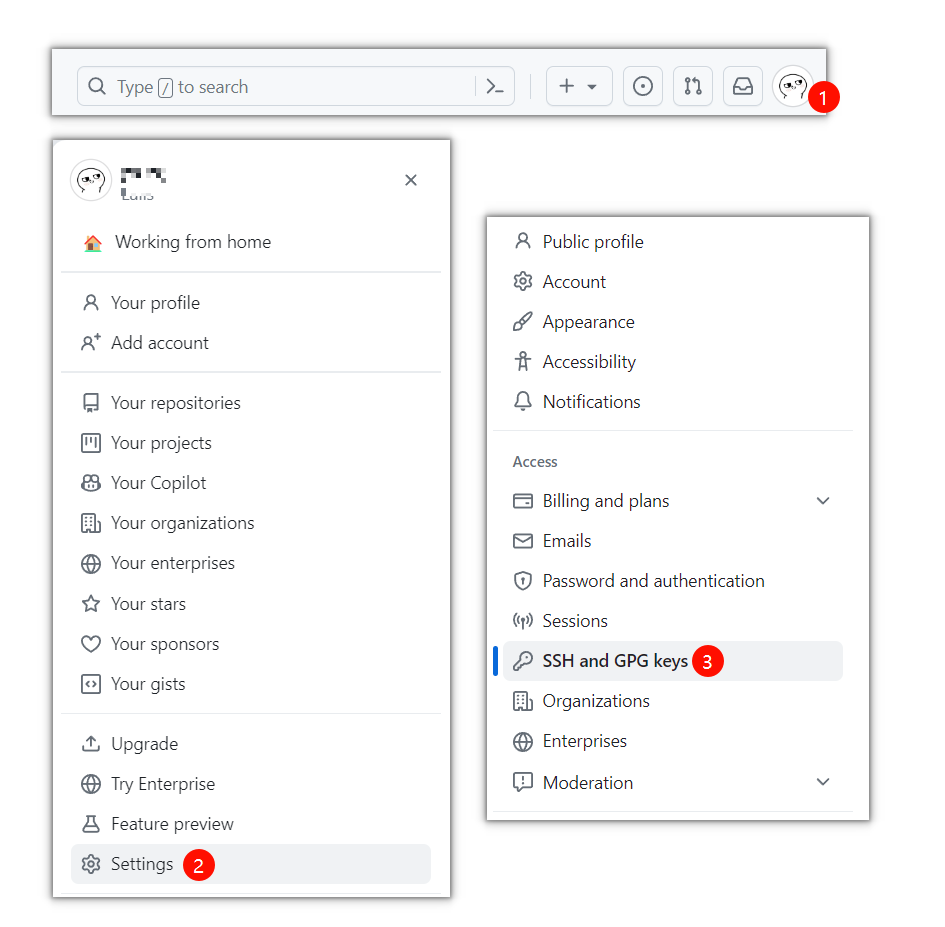 Type / to search
1
Working from home
Your profile
Add account
Your repositories
Your projects
Your Copilot
Your organizations
Your enterprises
Your stars
Your sponsors
Your gists
Upgrade
Try Enterprise
Feature preview
Settings 2
Public profile
Account
Appearance
Accessibility
Notifications
Access
Billing and plans
Emails
Password and authentication
Sessions
SSH and GPG keys 3
Organizations
Enterprises
Moderation